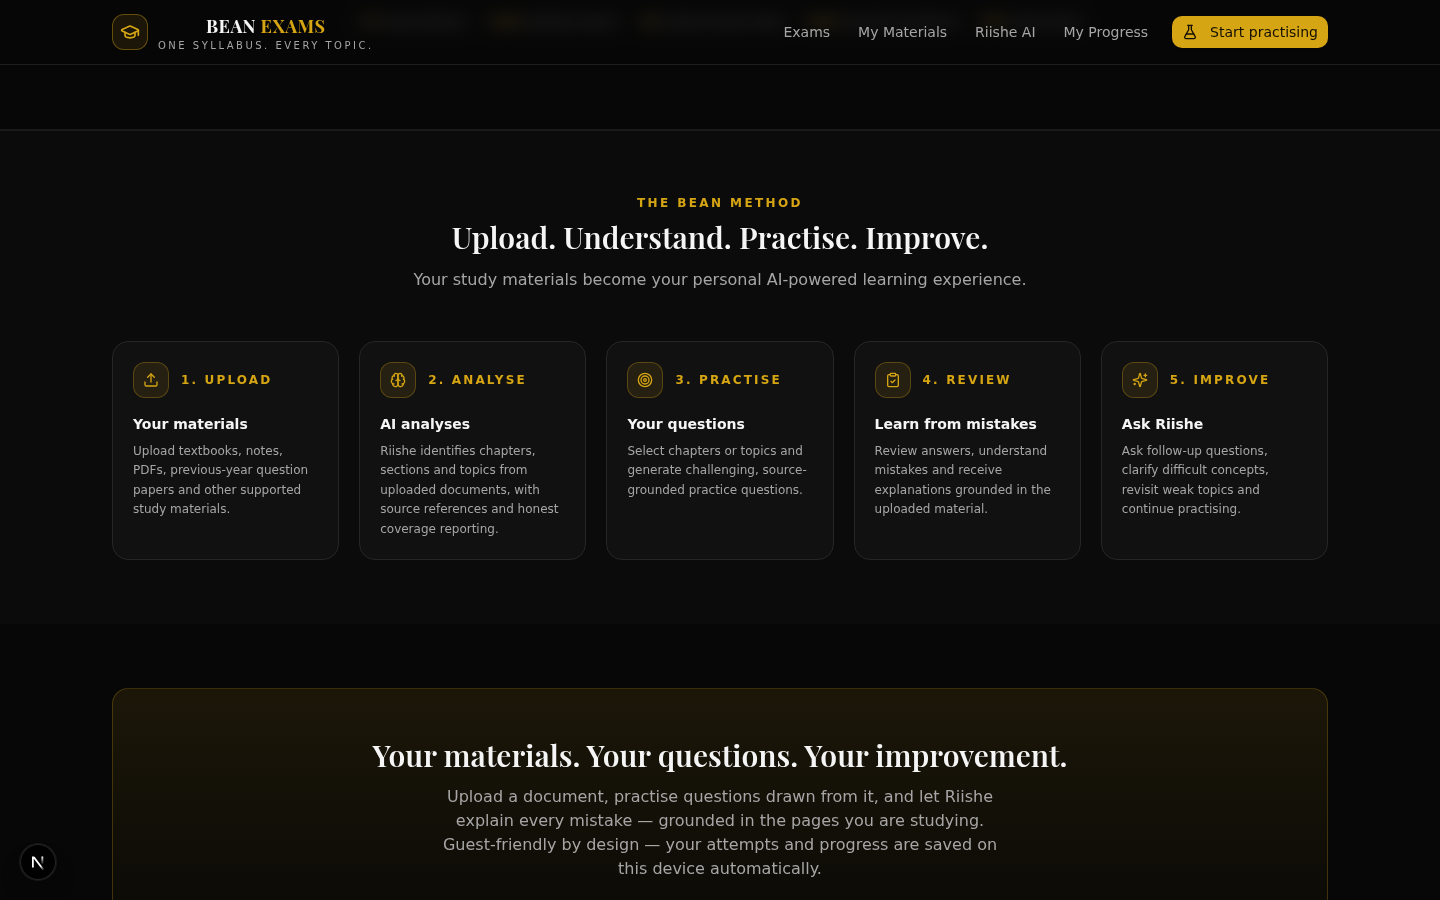 BEAN EXAMS
ONE SYLLABUS. EVERY TOPIC.
Exams
My Materials
Riishe AI
My Progress
Start practising
THE BEAN METHOD
Upload. Understand. Practise. Improve.
Your study materials become your personal AI-powered learning experience.
1. UPLOAD
Your materials
Upload textbooks, notes,
PDFs, previous-year question
papers and other supported
study materials.
2. ANALYSE
AI analyses
Riishe identifies chapters,
sections and topics from
uploaded documents, with
source references and honest
coverage reporting.
3. PRACTISE
Your questions
Select chapters or topics and
generate challenging, source-
grounded practice questions.
4. REVIEW
Learn from mistakes
Review answers, understand
mistakes and receive
explanations grounded in the
uploaded material.
5. IMPROVE
Ask Riishe
Ask follow-up questions,
clarify difficult concepts,
revisit weak topics and
continue practising.
Your materials. Your questions. Your improvement.
Upload a document, practise questions drawn from it, and let Riishe
explain every mistake — grounded in the pages you are studying.
Guest-friendly by design — your attempts and progress are saved on
this device automatically.
N